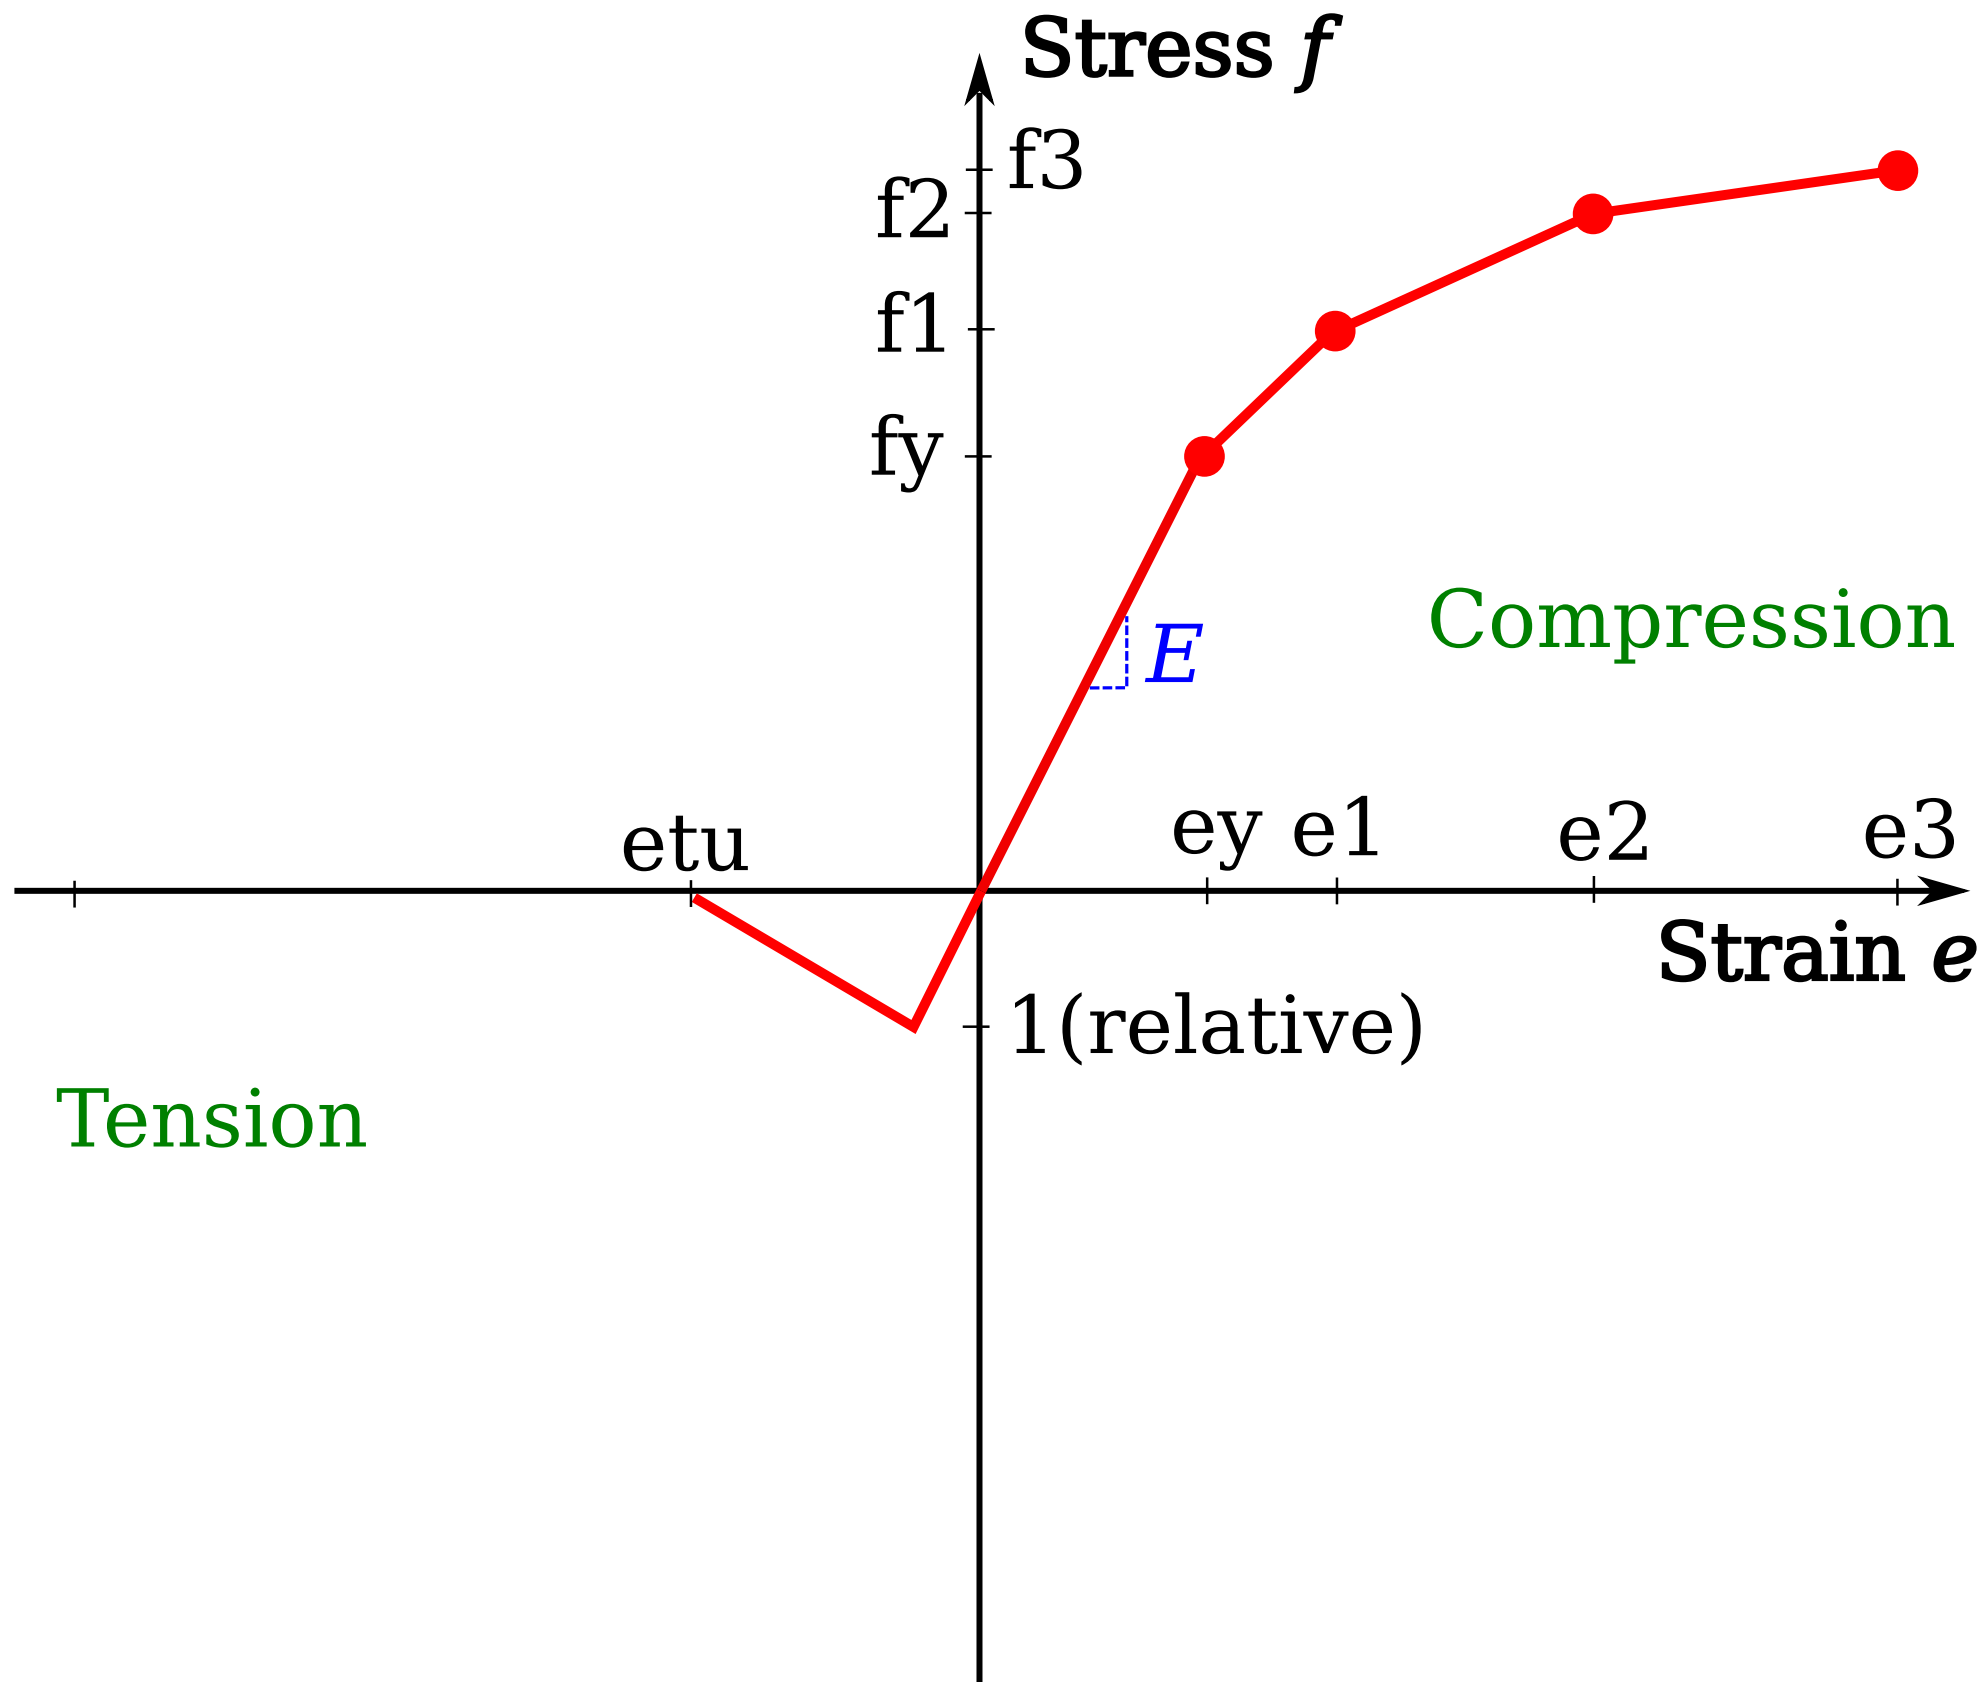 Stress f
f3
f2
f1
fy
E
Compression
etu
ey
e1
e2
e3
Strain e
1(relative)
Tension